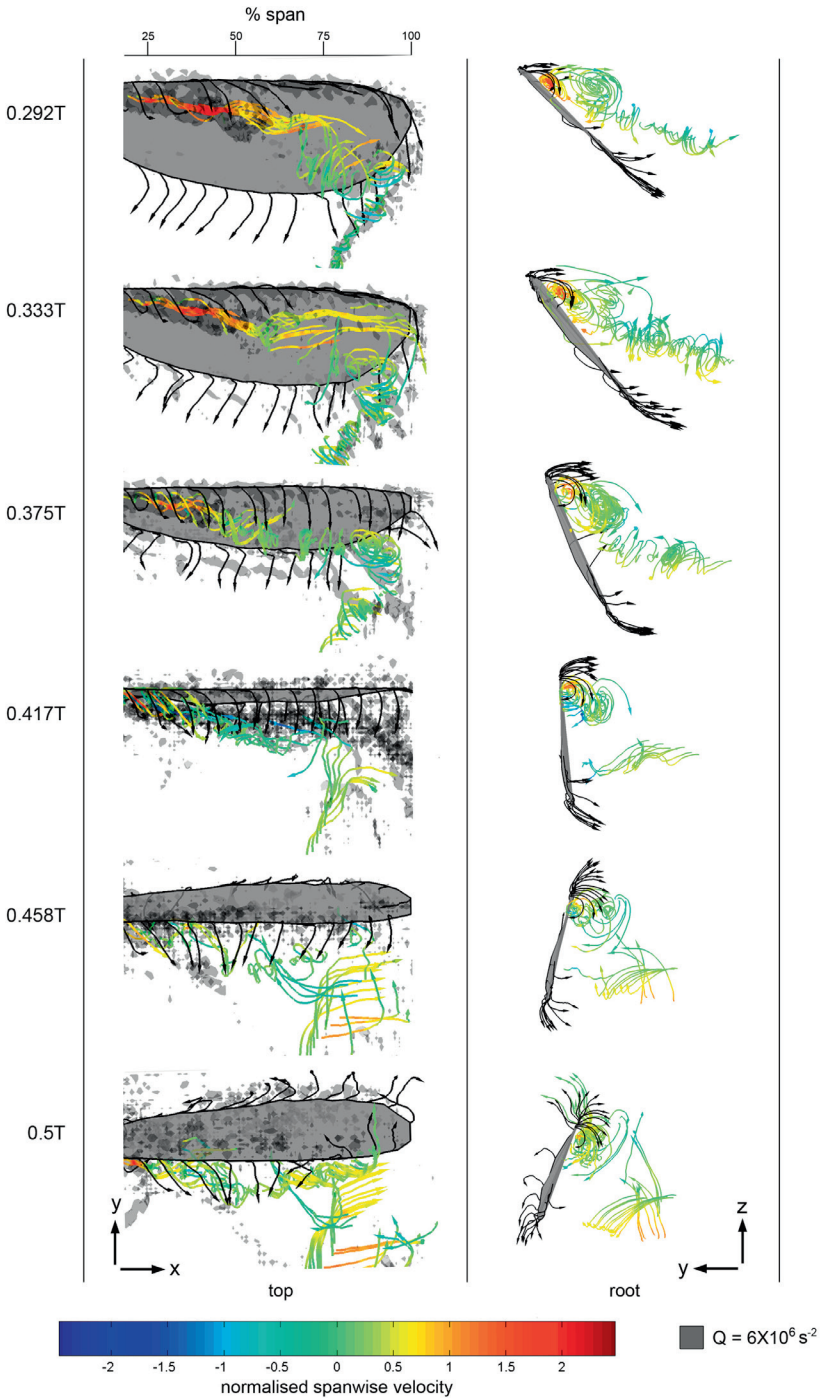 % span
25 50 75 100
0.292T
0.333T
0.375T
0.417T
0.458T
0.5T
y
x
z
y
top
root
-2 -1.5 -1 -0.5 0 0.5 1 1.5 2
normalised spanwise velocity
Q = 6X10⁶ s⁻²